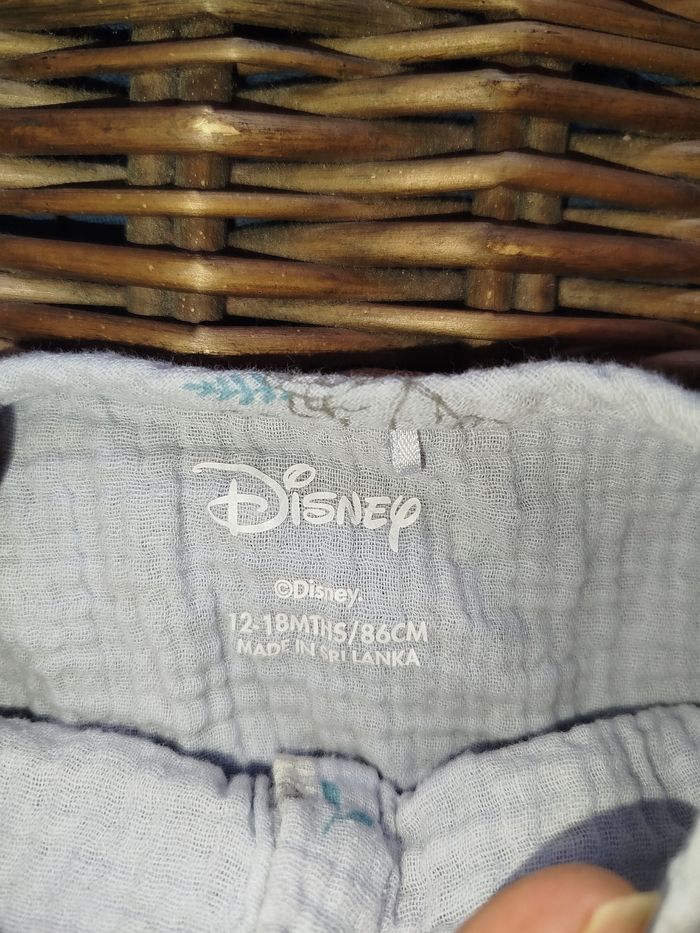 Disney
©Disney
12-18MTHS/86CM
MADE IN SRI LANKA